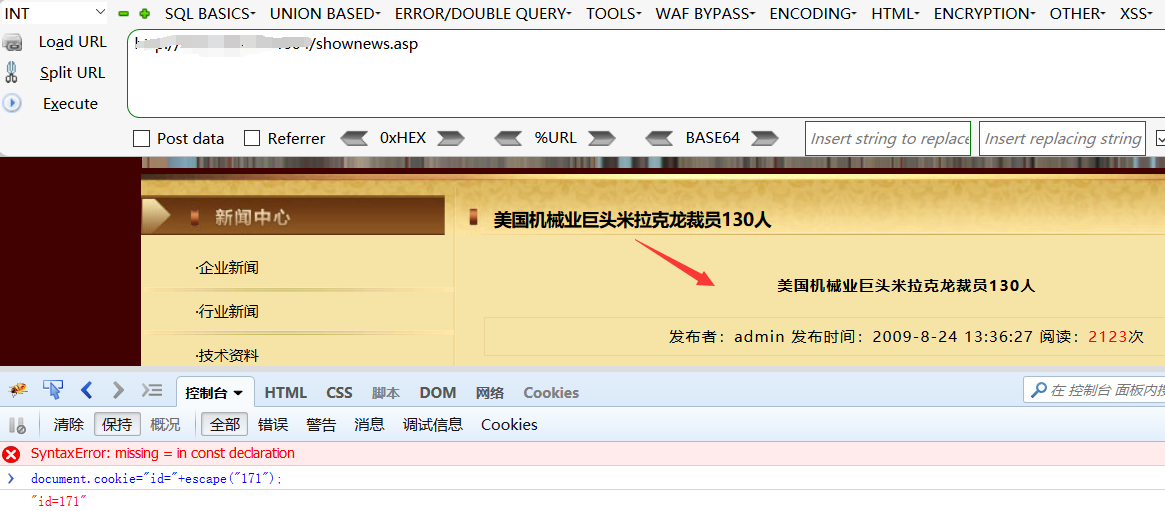 INT SQL BASICS UNION BASED ERROR/DOUBLE QUERY TOOLS WAF BYPASS ENCODING HTML ENCRYPTION OTHER XSS
Load URL
/shownews.asp
Split URL
Execute
Post data Referrer 0xHEX %URL BASE64 Insert string to replace Insert replacing string
新闻中心
美国机械业巨头米拉克龙裁员130人
·企业新闻
美国机械业巨头米拉克龙裁员130人
·行业新闻
发布者：admin 发布时间：2009-8-24 13:36:27 阅读：2123次
·技术资料
控制台 HTML CSS 脚本 DOM 网络 Cookies
在 控制台 面板内搜
清除 保持 概况 全部 错误 警告 消息 调试信息 Cookies
SyntaxError: missing = in const declaration
document.cookie="id="+escape("171");
"id=171"